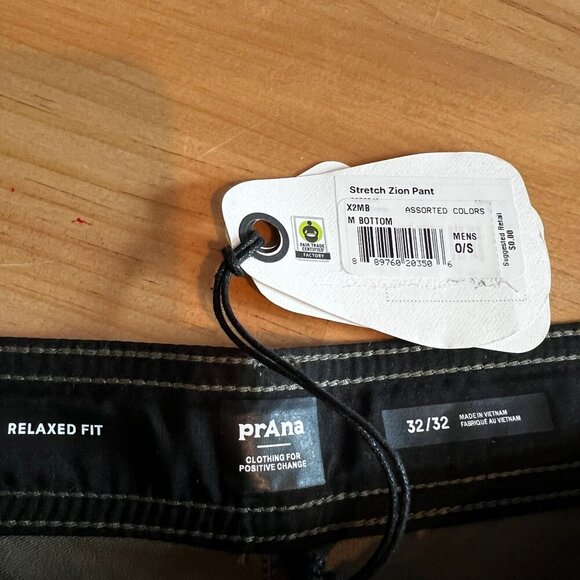 Stretch Zion Pant
X2MB
ASSORTED COLORS
M BOTTOM
MENS
O/S
8 89760 20350 6
Suggested Retail
$0.00
FAIR TRADE
CERTIFIED
FACTORY
RELAXED FIT
prAna
CLOTHING FOR
POSITIVE CHANGE
32/32
MADE IN VIETNAM
FABRIQUÉ AU VIETNAM